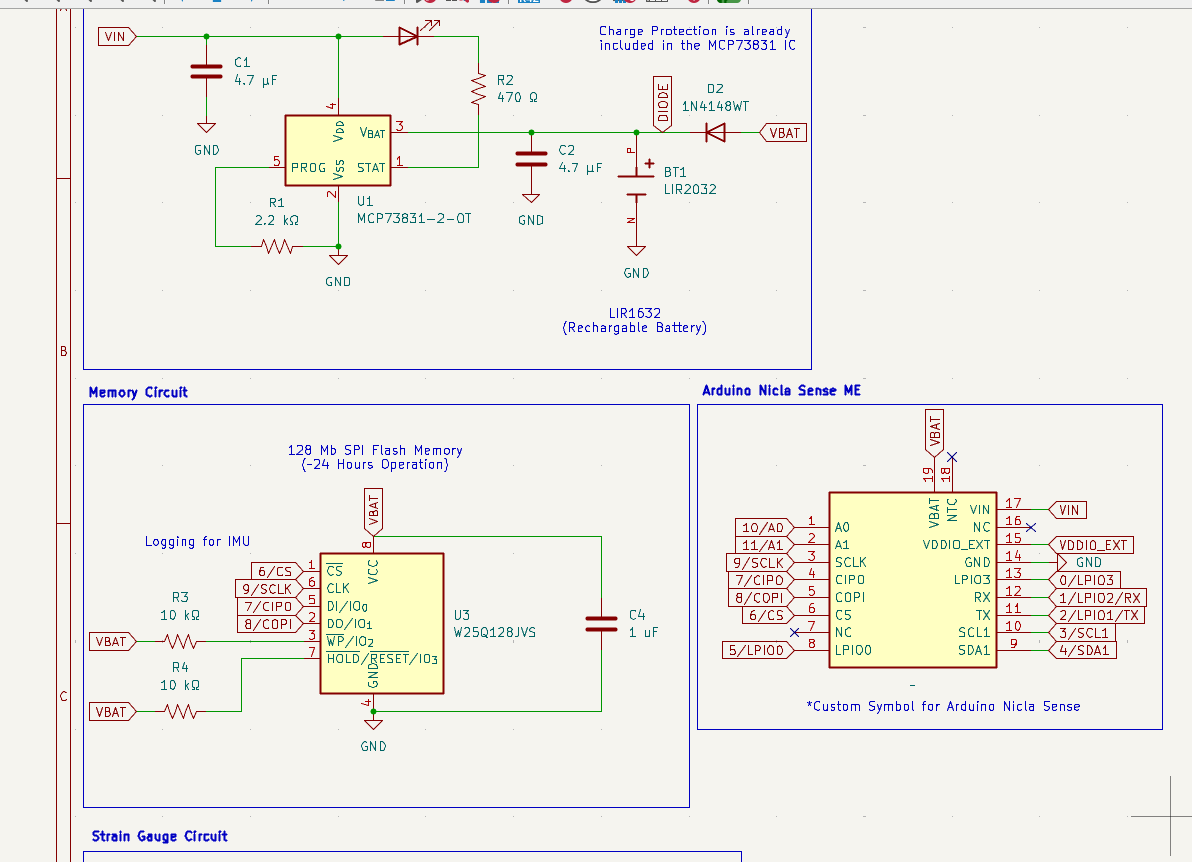 VIN
Charge Protection is already
included in the MCP73831 IC
C1
4.7 µF
GND
R2
470 Ω
DIODE
D2
1N4148WT
VBAT
4
VDD
VBAT
3
5
PROG
VSS
STAT
1
2
U1
MCP73831-2-OT
R1
2.2 kΩ
GND
C2
4.7 µF
GND
P
+
BT1
LIR2032
N
GND
LIR1632
(Rechargable Battery)
B
Memory Circuit
128 Mb SPI Flash Memory
(-24 Hours Operation)
VBAT
Logging for IMU
8
VCC
6/CS
1
CS
9/SCLK
6
CLK
7/CIPO
5
DI/IO0
8/COPI
2
DO/IO1
3
WP/IO2
7
HOLD/RESET/IO3
GND
4
U3
W25Q128JVS
R3
10 kΩ
VBAT
R4
10 kΩ
VBAT
C4
1 uF
GND
C
Arduino Nicla Sense ME
VBAT
19
18
VBAT
NTC
10/A0
1
A0
11/A1
2
A1
9/SCLK
3
SCLK
7/CIPO
4
CIPO
8/COPI
5
COPI
6/CS
6
CS
7
NC
5/LPIO0
8
LPIO0
VIN
17
VIN
NC
16
VDDIO_EXT
15
VDDIO_EXT
GND
14
GND
LPIO3
13
0/LPIO3
RX
12
1/LPIO2/RX
TX
11
2/LPIO1/TX
SCL1
10
3/SCL1
SDA1
9
4/SDA1
*Custom Symbol for Arduino Nicla Sense
Strain Gauge Circuit